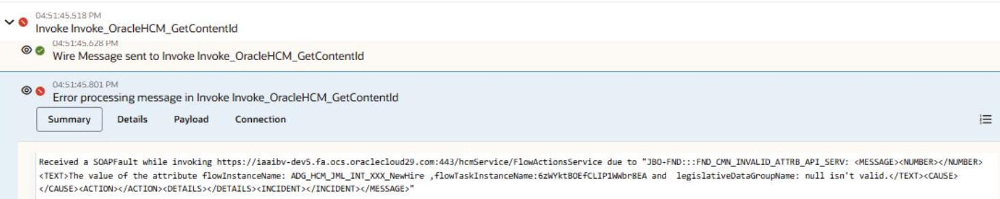 04:51:45.518 PM
Invoke Invoke_OracleHCM_GetContentId
04:51:45.628 PM
Wire Message sent to Invoke Invoke_OracleHCM_GetContentId
04:51:45.801 PM
Error processing message in Invoke Invoke_OracleHCM_GetContentId
Summary Details Payload Connection
Received a SOAPFault while invoking https://iaaibv-dev5.fa.ocs.oraclecloud29.com:443/hcmService/FlowActionsService due to "JBO-FND:::FND_CMN_INVALID_ATTRB_API_SERV: <MESSAGE><NUMBER></NUMBER>
<TEXT>The value of the attribute flowInstanceName: ADG_HCM_JML_INT_XXX_NewHire ,flowTaskInstanceName:6zWYktBOEfCLIP1WWbr8EA and  legislativeDataGroupName: null isn't valid.</TEXT><CAUSE>
</CAUSE><ACTION></ACTION><DETAILS></DETAILS><INCIDENT></INCIDENT></MESSAGE>"